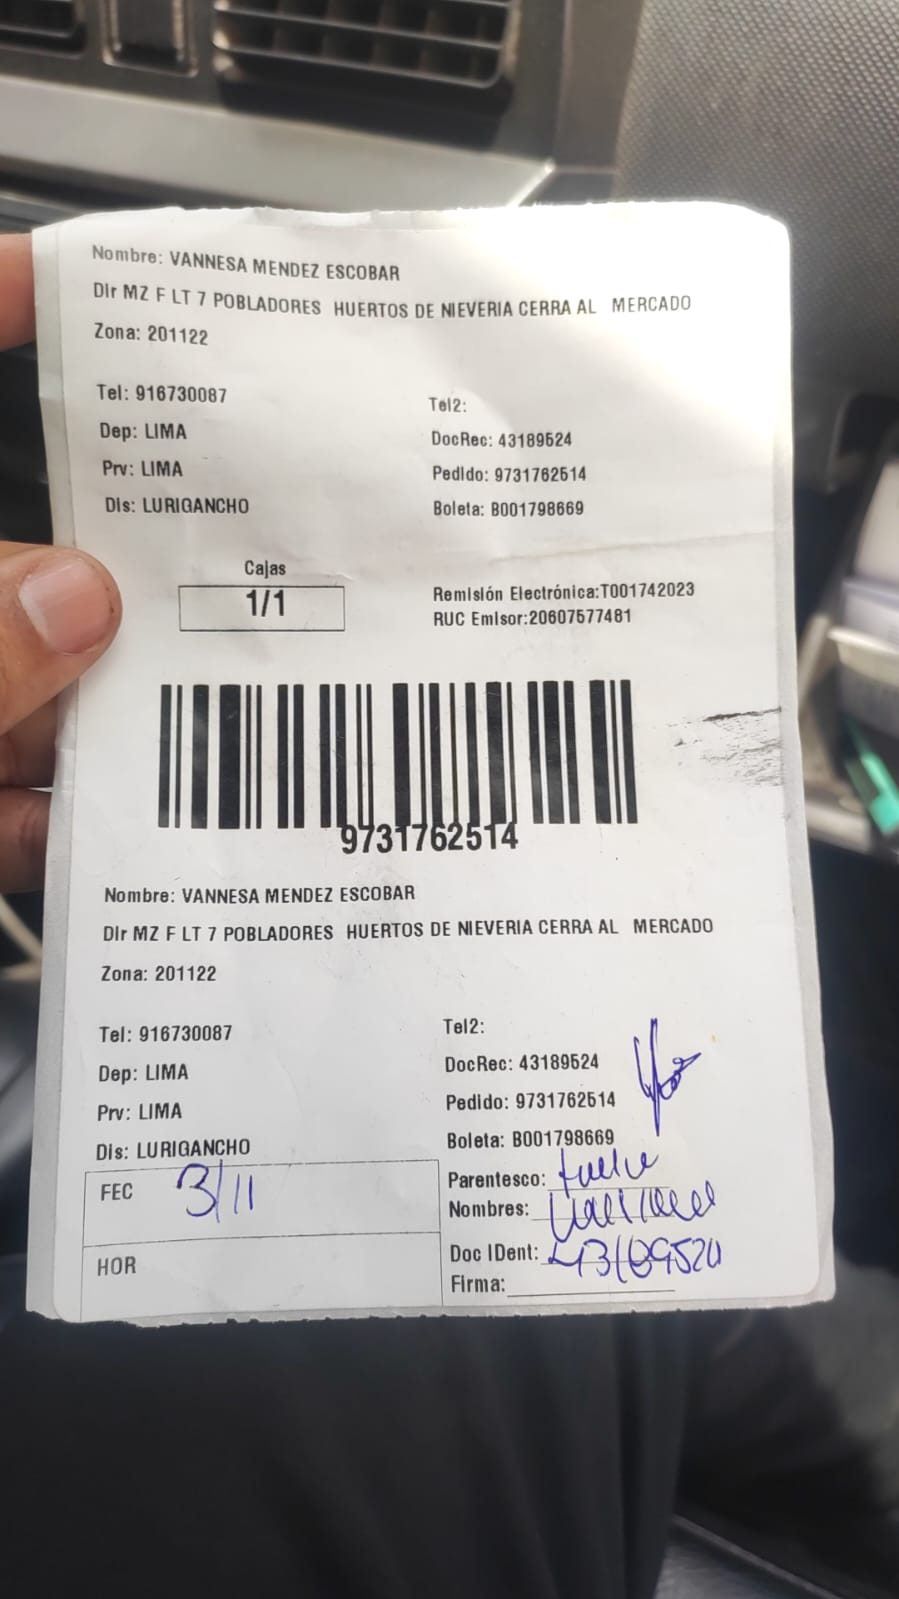 Nombre: VANNESA MENDEZ ESCOBAR
DIr MZ F LT 7 POBLADORES HUERTOS DE NIEVERIA CERRA AL MERCADO
Zona: 201122
Tel: 916730087
Tel2:
Dep: LIMA
DocRec: 43189524
Prv: LIMA
Pedido: 9731762514
DIs: LURIGANCHO
Boleta: B001798669
Cajas
1/1
Remisión Electrónica:T001742023
RUC Emisor:20607577481
9731762514
Nombre: VANNESA MENDEZ ESCOBAR
DIr MZ F LT 7 POBLADORES HUERTOS DE NIEVERIA CERRA AL MERCADO
Zona: 201122
Tel: 916730087
Tel2:
Dep: LIMA
DocRec: 43189524
Prv: LIMA
Pedido: 9731762514
DIs: LURIGANCHO
Boleta: B001798669
FEC 3/11
Parentesco:
Nombres:
HOR
Doc IDent: 43189524
Firma: